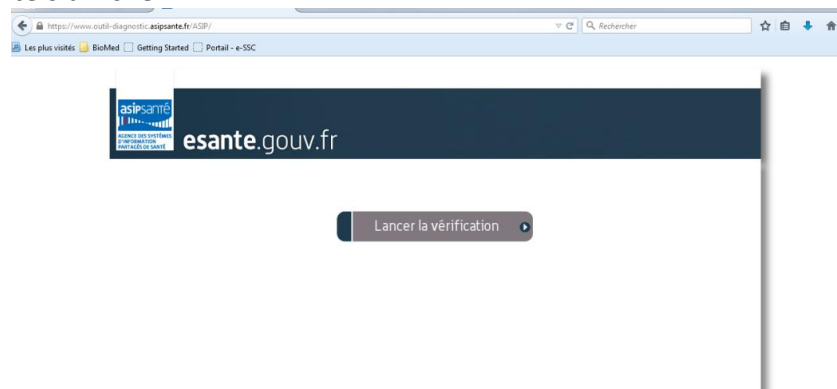 https://www.outil-diagnostic.asipsante.fr/ASIP/
Rechercher
Les plus visités BioMed Getting Started Portail - e-SSC
asipsanté
AGENCE DES SYSTÈMES
D'INFORMATION
PARTAGÉS DE SANTÉ
esante.gouv.fr
Lancer la vérification